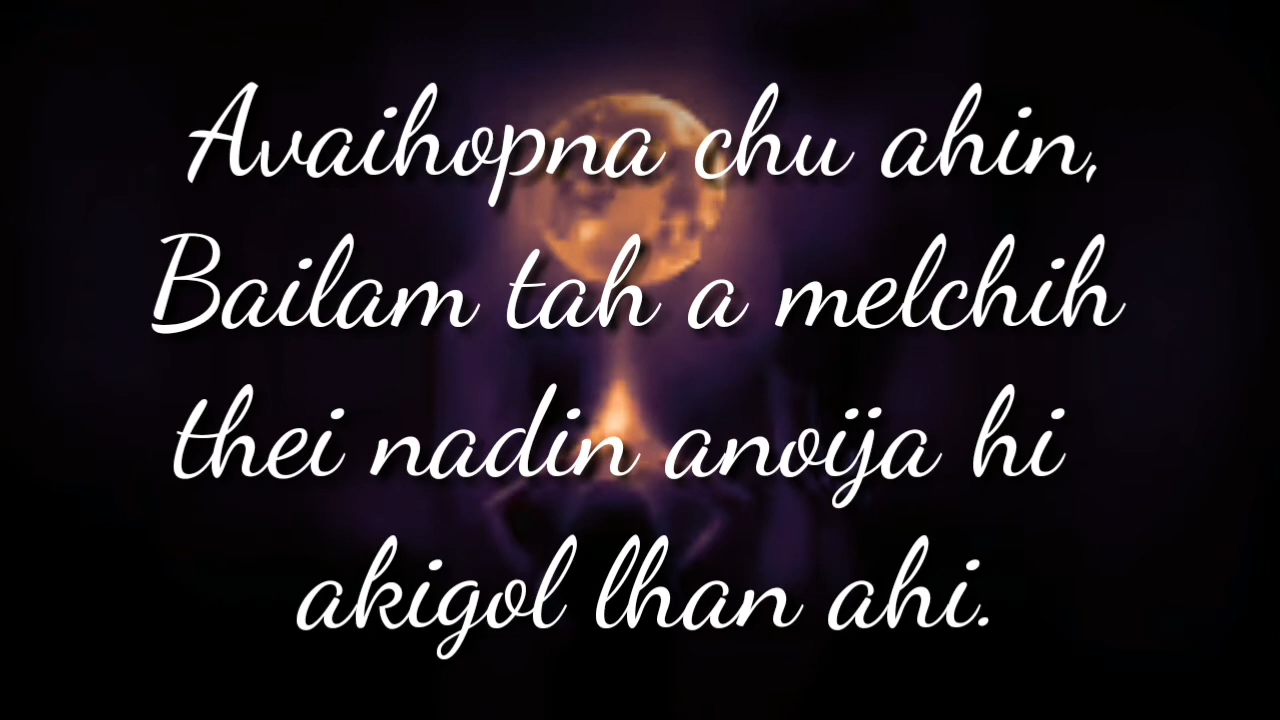 Avaihopna chu ahin,
Bailam tah a melchih
thei nadin anoija hi
akigol lhan ahi.